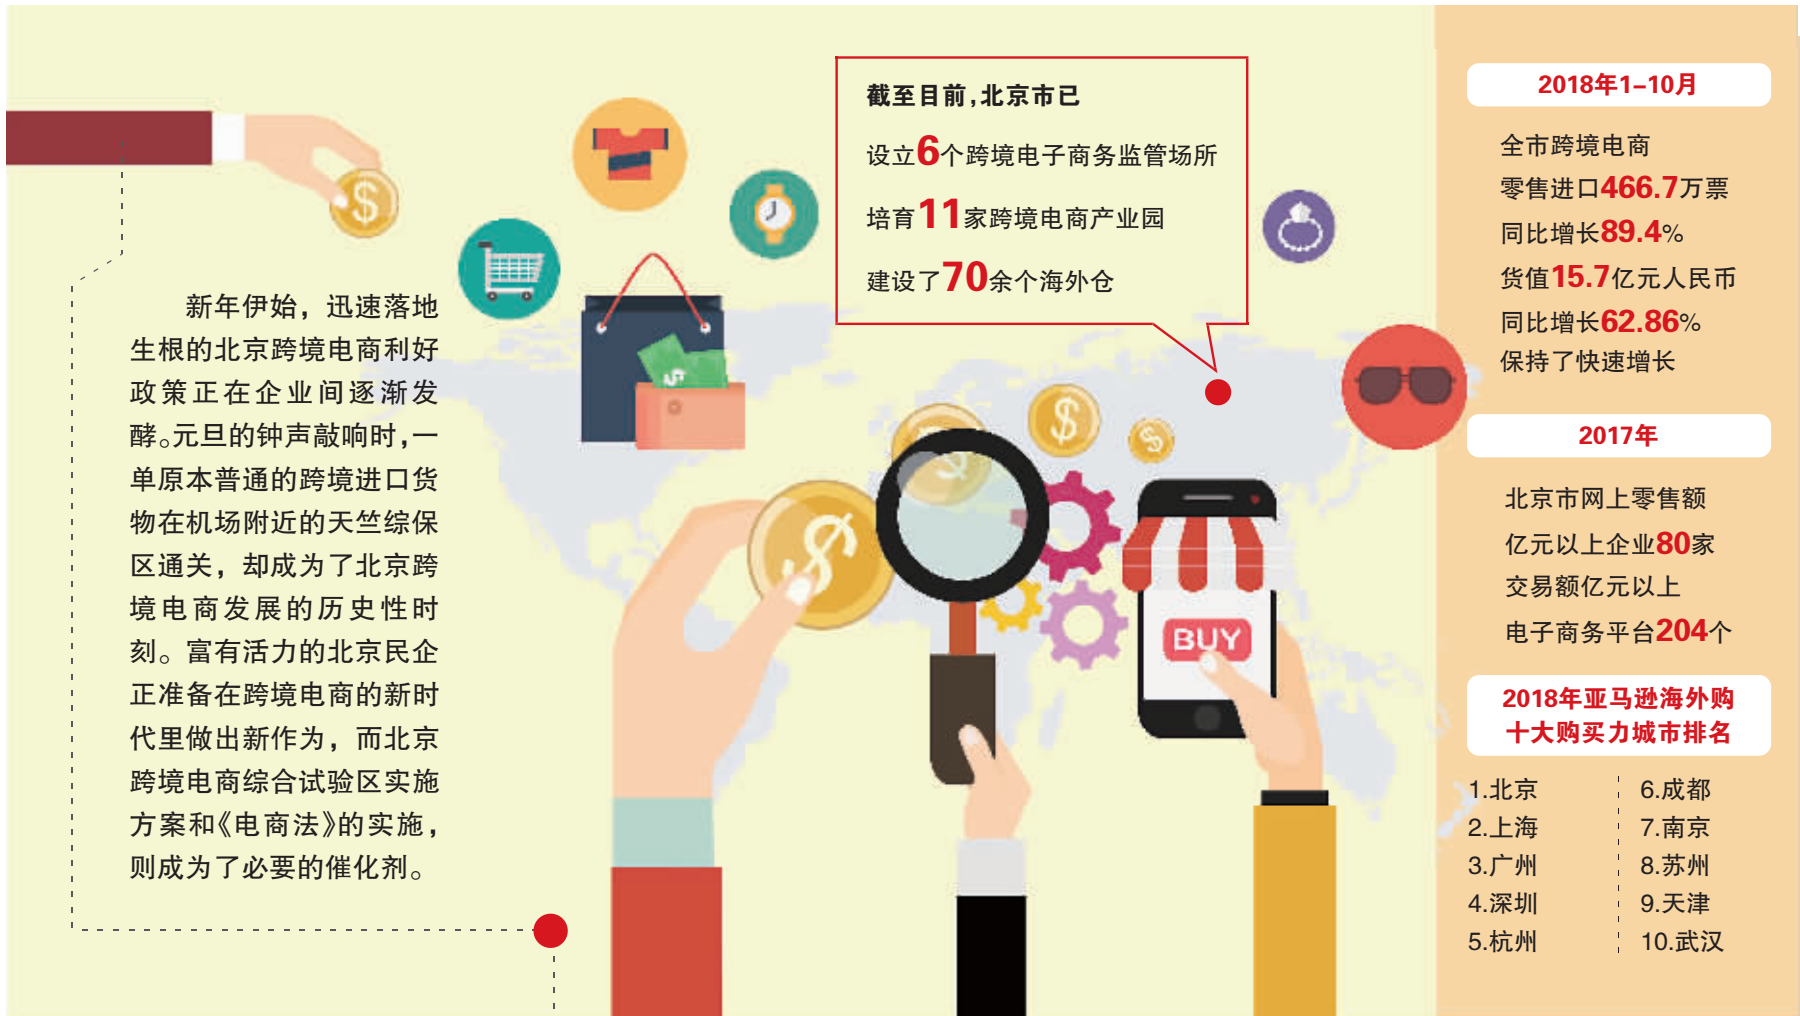 新年伊始，迅速落地
生根的北京跨境电商利好
政策正在企业间逐渐发
酵。元旦的钟声敲响时，一
单原本普通的跨境进口货
物在机场附近的天竺综保
区通关，却成为了北京跨
境电商发展的历史性时
刻。富有活力的北京民企
正准备在跨境电商的新时
代里做出新作为，而北京
跨境电商综合试验区实施
方案和《电商法》的实施，
则成为了必要的催化剂。
截至目前，北京市已
设立6个跨境电子商务监管场所
培育11家跨境电商产业园
建设了70余个海外仓
$
$
$
$
$
$
BUY
2018年1-10月
全市跨境电商
零售进口466.7万票
同比增长89.4%
货值15.7亿元人民币
同比增长62.86%
保持了快速增长
2017年
北京市网上零售额
亿元以上企业80家
交易额亿元以上
电子商务平台204个
2018年亚马逊海外购
十大购买力城市排名
1.北京
2.上海
3.广州
4.深圳
5.杭州
6.成都
7.南京
8.苏州
9.天津
10.武汉